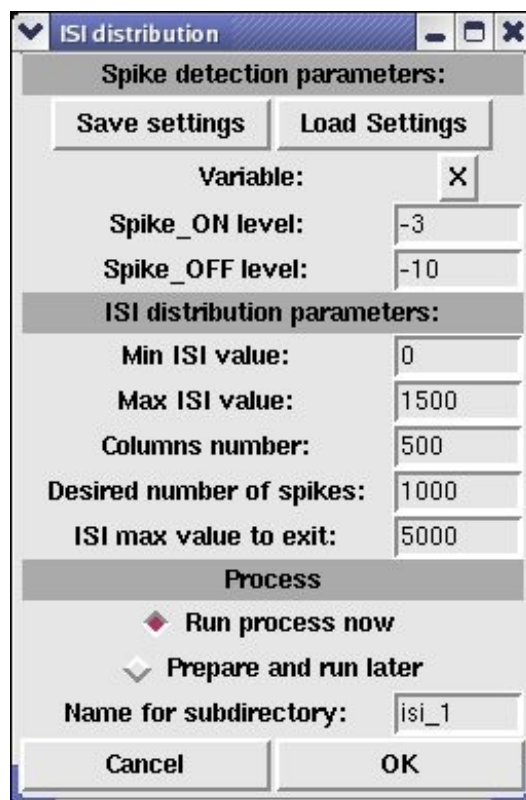 ISI distribution
Spike detection parameters:
Save settings Load Settings
Variable: X
Spike_ON level: -3
Spike_OFF level: -10
ISI distribution parameters:
Min ISI value: 0
Max ISI value: 1500
Columns number: 500
Desired number of spikes: 1000
ISI max value to exit: 5000
Process
Run process now
Prepare and run later
Name for subdirectory: isi_1
Cancel OK